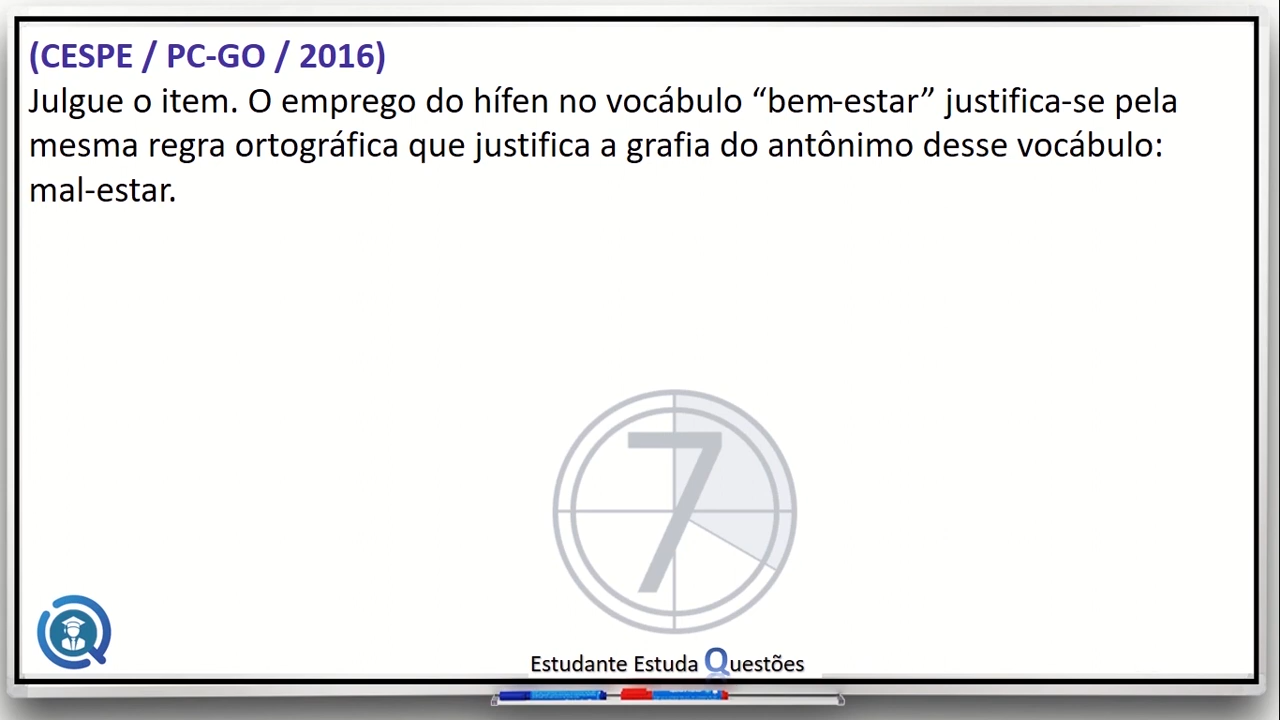 (CESPE / PC-GO / 2016)
Julgue o item. O emprego do hífen no vocábulo “bem-estar” justifica-se pela
mesma regra ortográfica que justifica a grafia do antônimo desse vocábulo:
mal-estar.
7
Estudante Estuda Questões